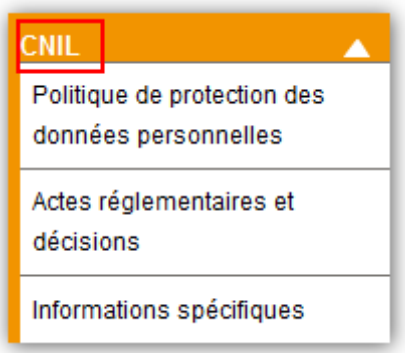 CNIL
Politique de protection des
données personnelles
Actes réglementaires et
décisions
Informations spécifiques